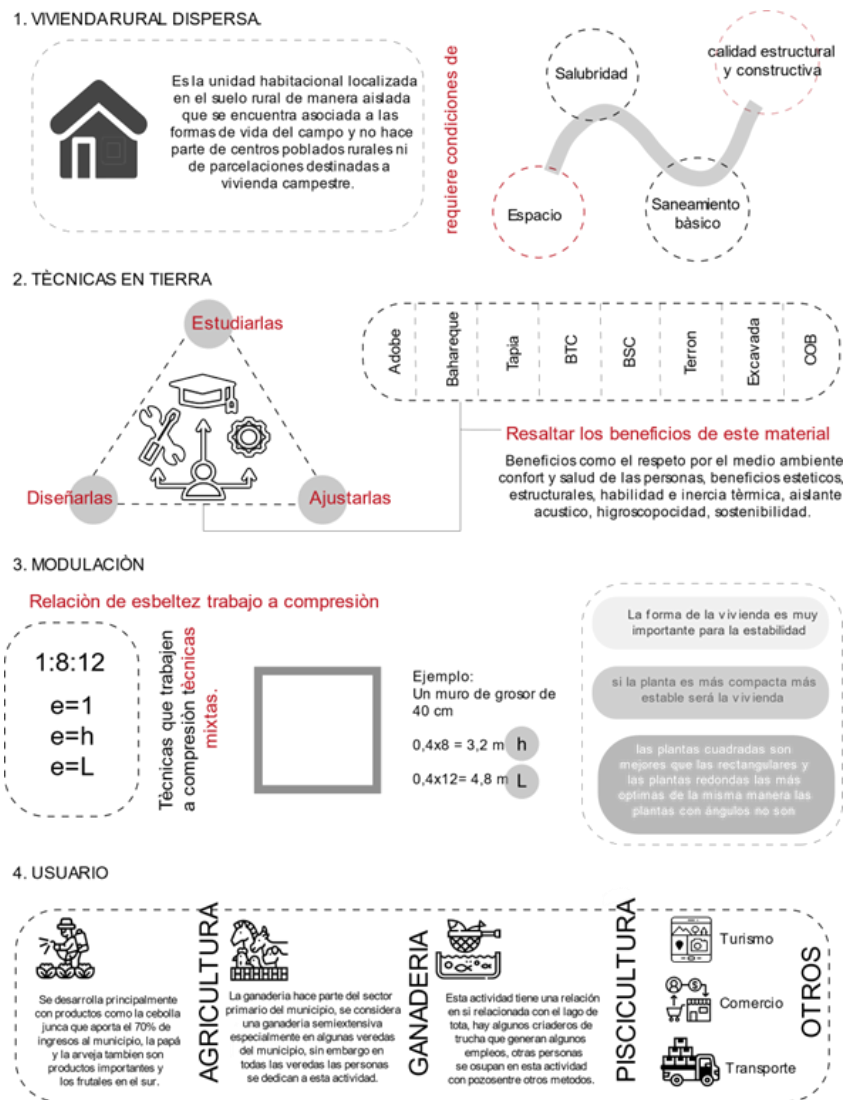 1. VIVIENDA RURAL DISPERSA.
Es la unidad habitacional localizada
en el suelo rural de manera aislada
que se encuentra asociada a las
formas de vida del campo y no hace
parte de centros poblados rurales ni
de parcelaciones destinadas a
vivienda campestre.
requiere condiciones de
Salubridad
calidad estructural
y constructiva
Espacio
Saneamiento
bàsico
2. TÈCNICAS EN TIERRA
Estudiarlas
Diseñarlas
Ajustarlas
Adobe
Bahareque
Tapia
BTC
BSC
Terron
Excavada
COB
Resaltar los beneficios de este material
Beneficios como el respeto por el medio ambiente
confort y salud de las personas, beneficios esteticos,
estructurales, habilidad e inercia tèrmica, aislante
acustico, higroscopocidad, sostenibilidad.
3. MODULACIÒN
Relaciòn de esbeltez trabajo a compresiòn
1:8:12
e=1
e=h
e=L
Tècnicas que trabajen
a compresiòn tècnicas
mixtas.
Ejemplo:
Un muro de grosor de
40 cm
0,4x8 = 3,2 m h
0,4x12= 4,8 m L
La forma de la vivienda es muy
importante para la estabilidad
si la planta es más compacta más
estable será la vivienda
las plantas cuadradas son
mejores que las rectangulares y
las plantas redondas las más
optimas de la misma manera las
plantas con ángulos no son
4. USUARIO
Se desarrolla principalmente
con productos como la cebolla
junca que aporta el 70% de
ingresos al municipio, la papá
y la arveja tambien son
productos importantes y
los frutales en el sur.
AGRICULTURA
La ganaderia hace parte del sector
primario del municipio, se considera
una ganaderia semiextensiva
especialmente en algunas veredas
del municipio, sin embargo en
todas las veredas las personas
se dedican a esta actividad.
GANADERIA
Esta actividad tiene una relación
en si relacionada con el lago de
tota, hay algunos criaderos de
trucha que generan algunos
empleos, otras personas
se ocupan en esta actividad
con pozosentre otros metodos.
PISCICULTURA
Turismo
Comercio
Transporte
OTROS